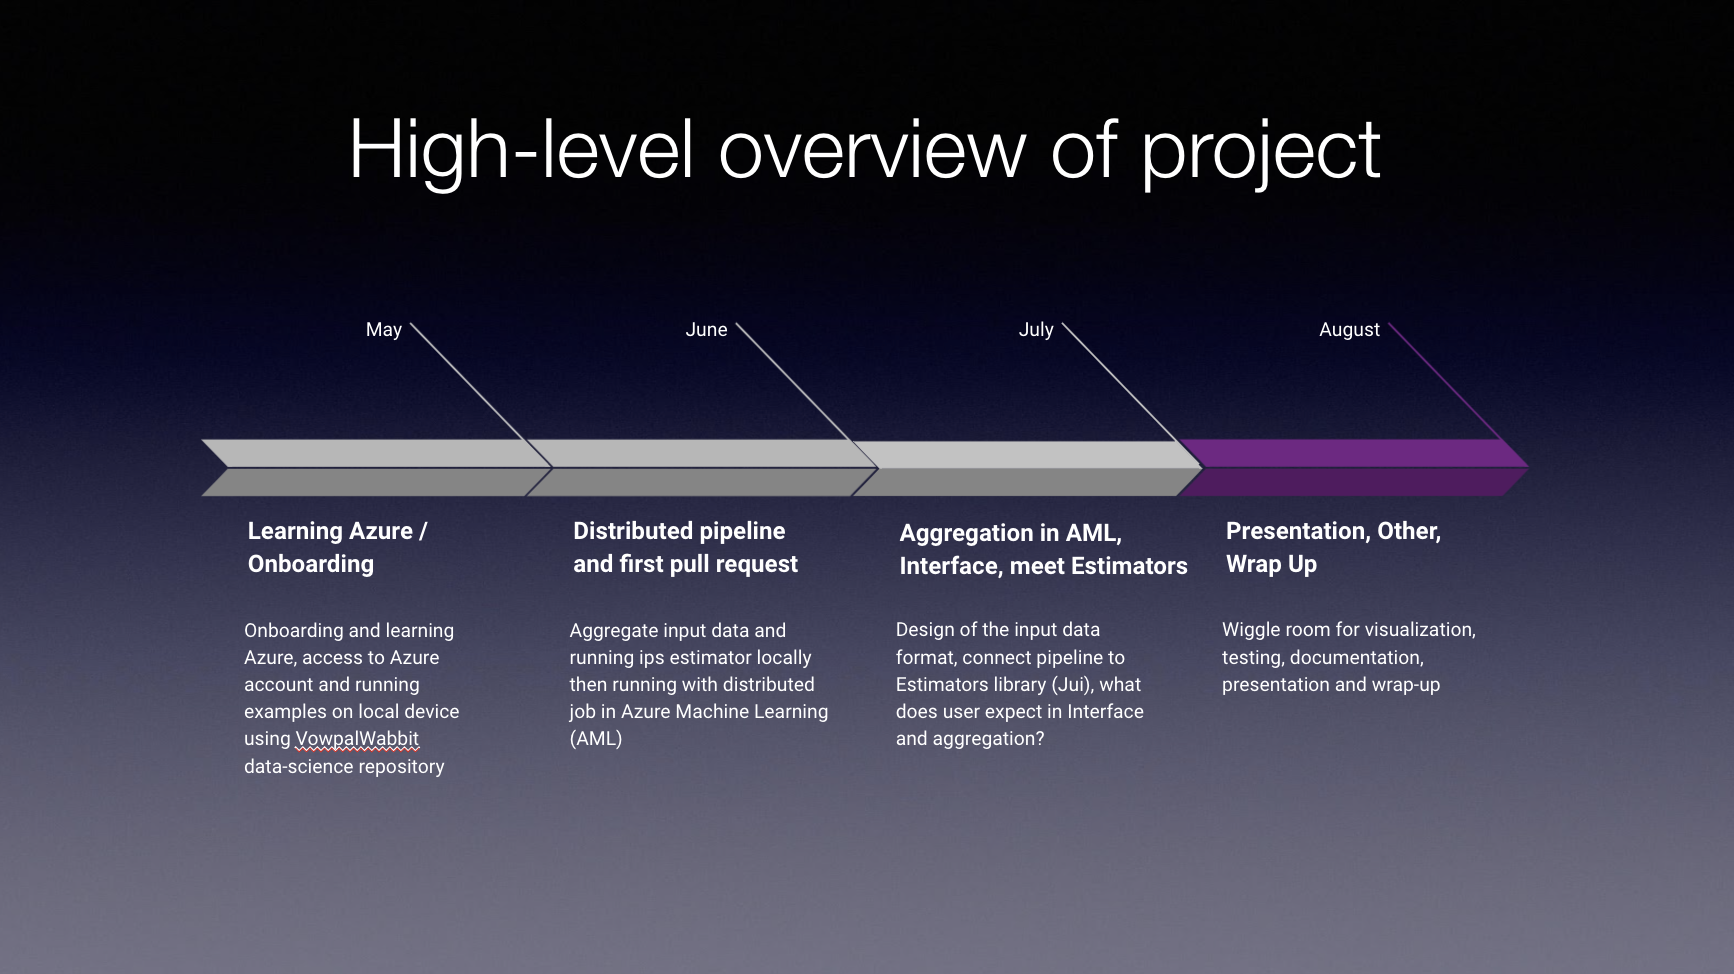 High-level overview of project
May
June
July
August
Learning Azure /
Onboarding
Onboarding and learning
Azure, access to Azure
account and running
examples on local device
using VowpalWabbit
data-science repository
Distributed pipeline
and first pull request
Aggregate input data and
running ips estimator locally
then running with distributed
job in Azure Machine Learning
(AML)
Aggregation in AML,
Interface, meet Estimators
Design of the input data
format, connect pipeline to
Estimators library (Jui), what
does user expect in Interface
and aggregation?
Presentation, Other,
Wrap Up
Wiggle room for visualization,
testing, documentation,
presentation and wrap-up